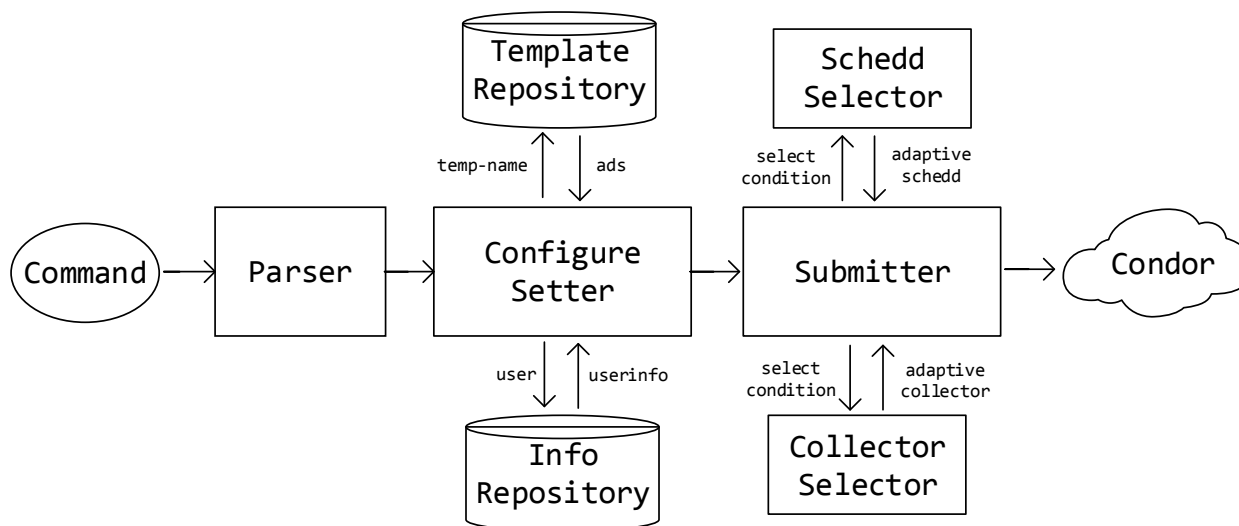 Template
Repository
Schedd
Selector
temp-name
ads
select
condition
adaptive
schedd
Command
Parser
Configure
Setter
Submitter
Condor
user
userinfo
select
condition
adaptive
collector
Info
Repository
Collector
Selector